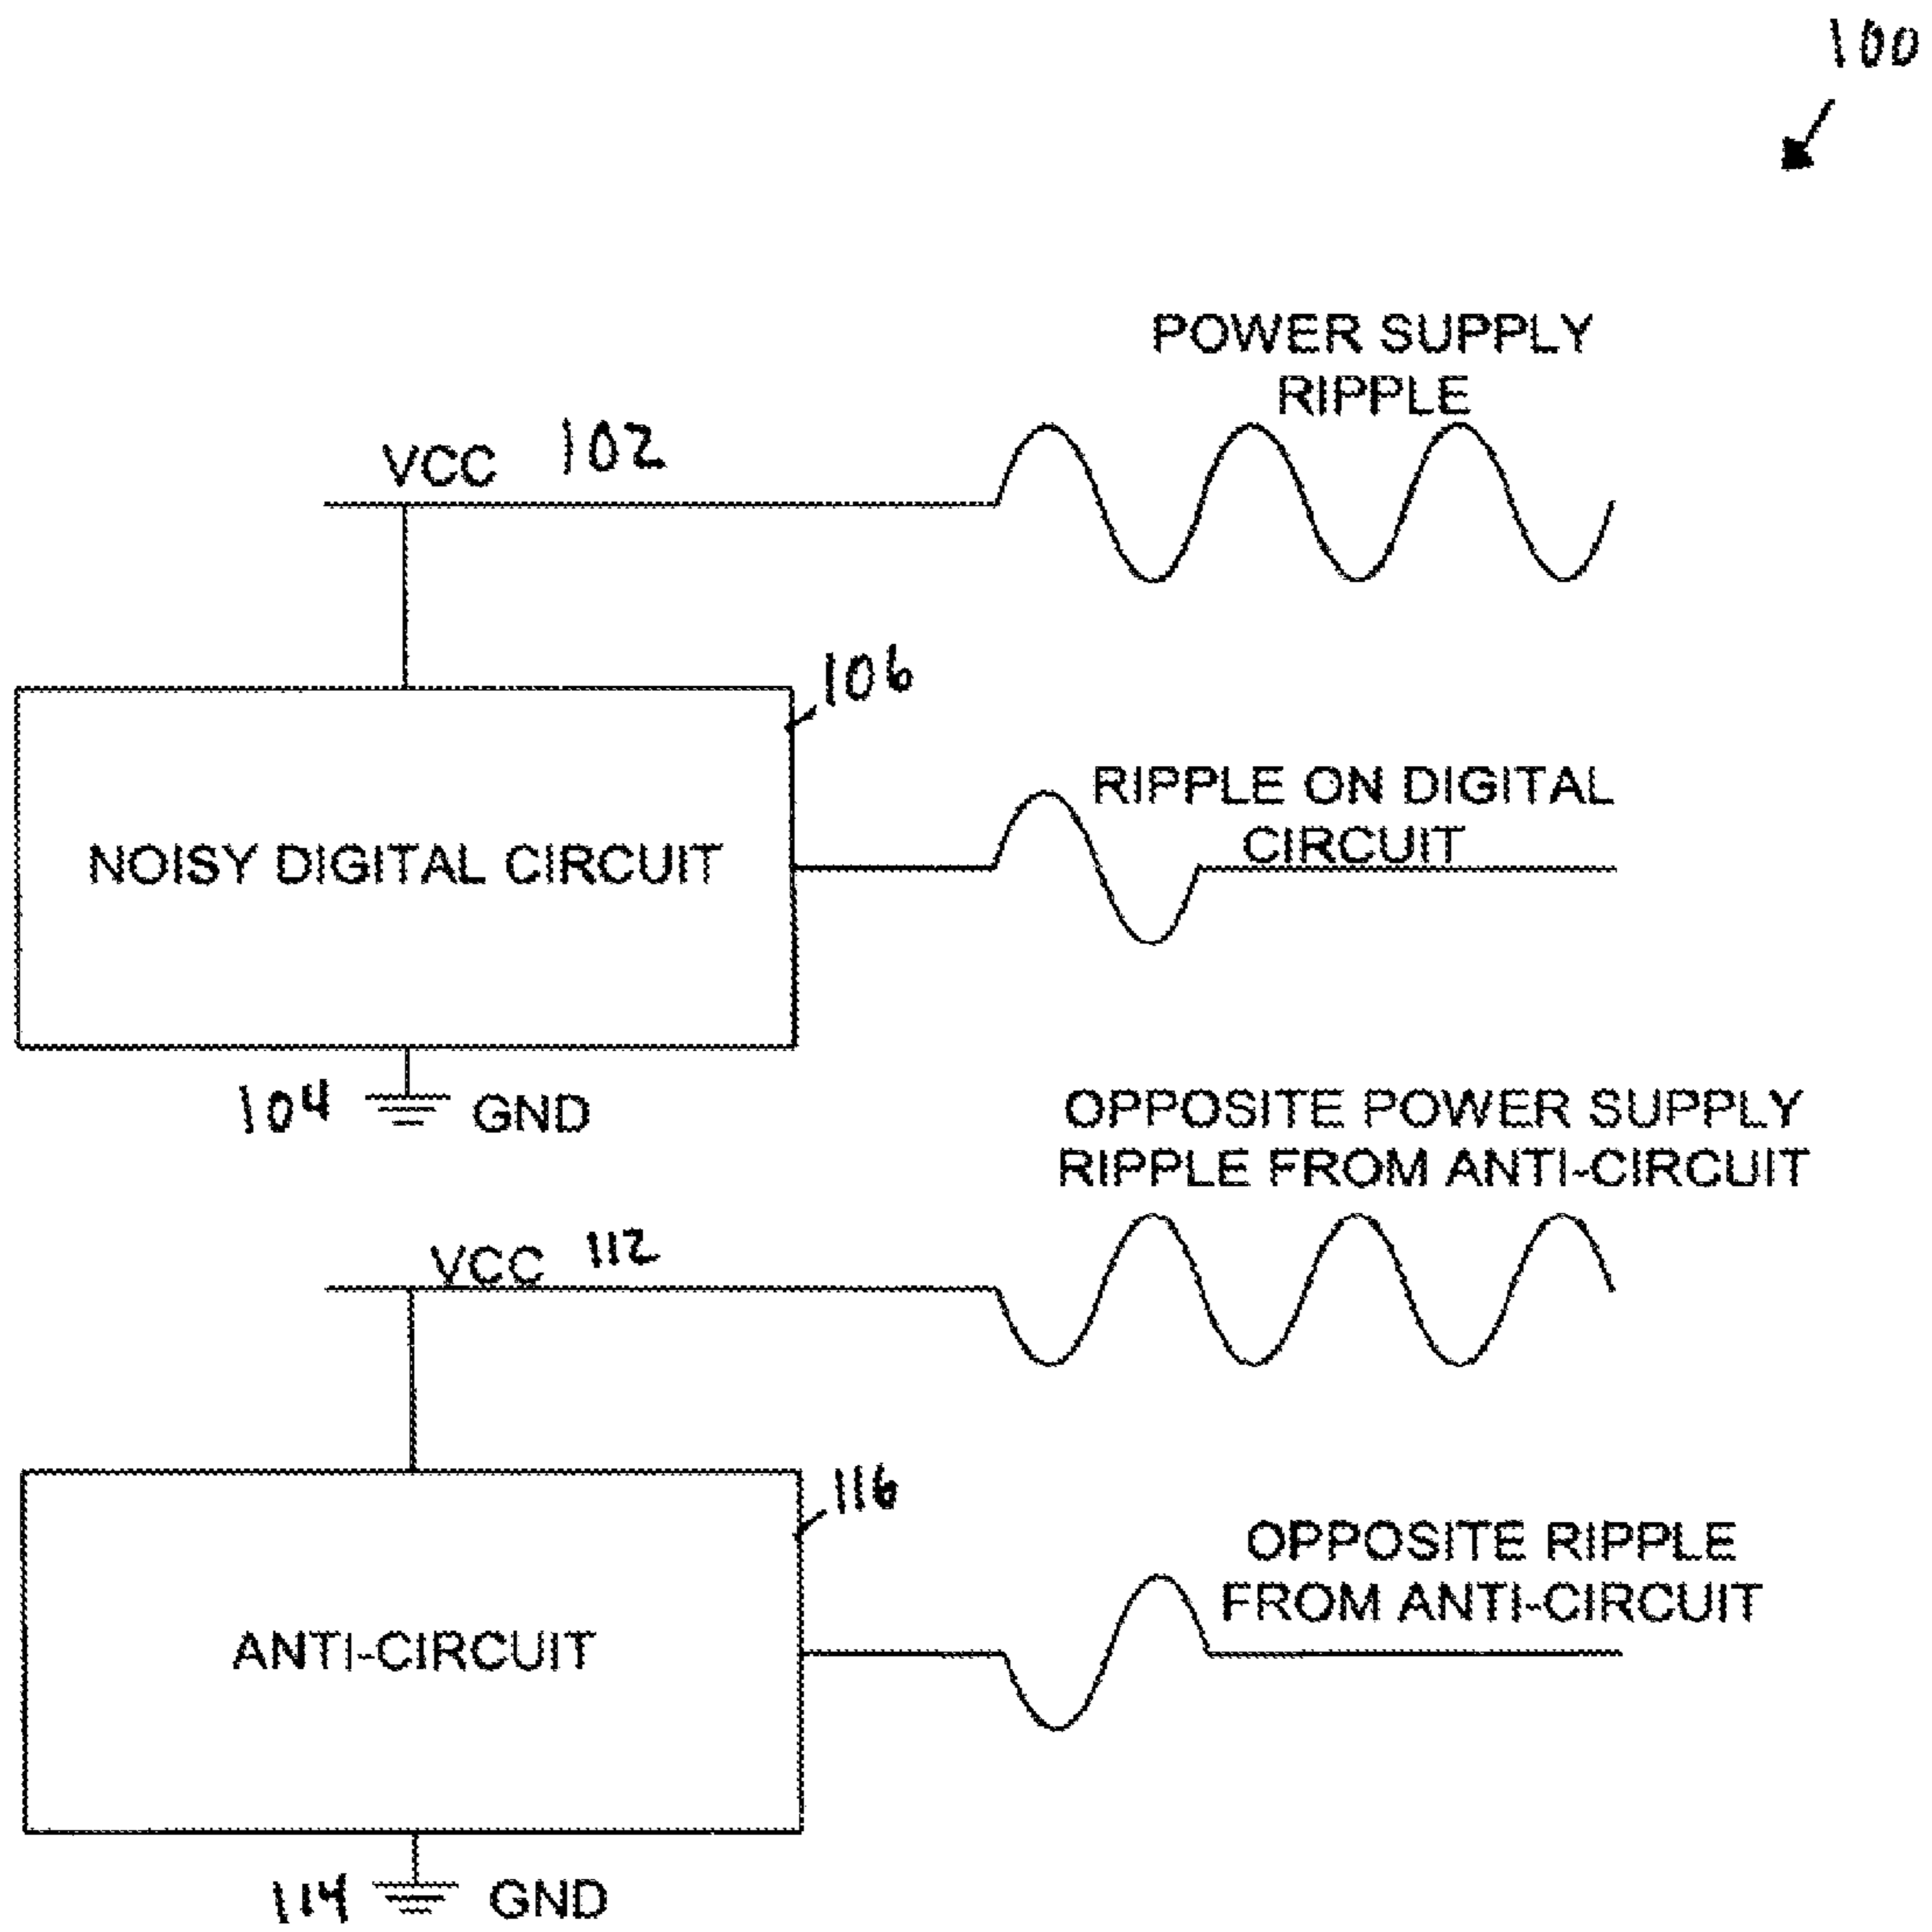 100
POWER SUPPLY
RIPPLE
VCC 102
106
RIPPLE ON DIGITAL
CIRCUIT
NOISY DIGITAL CIRCUIT
104 GND
OPPOSITE POWER SUPPLY
RIPPLE FROM ANTI-CIRCUIT
VCC 112
116
OPPOSITE RIPPLE
FROM ANTI-CIRCUIT
ANTI-CIRCUIT
114 GND